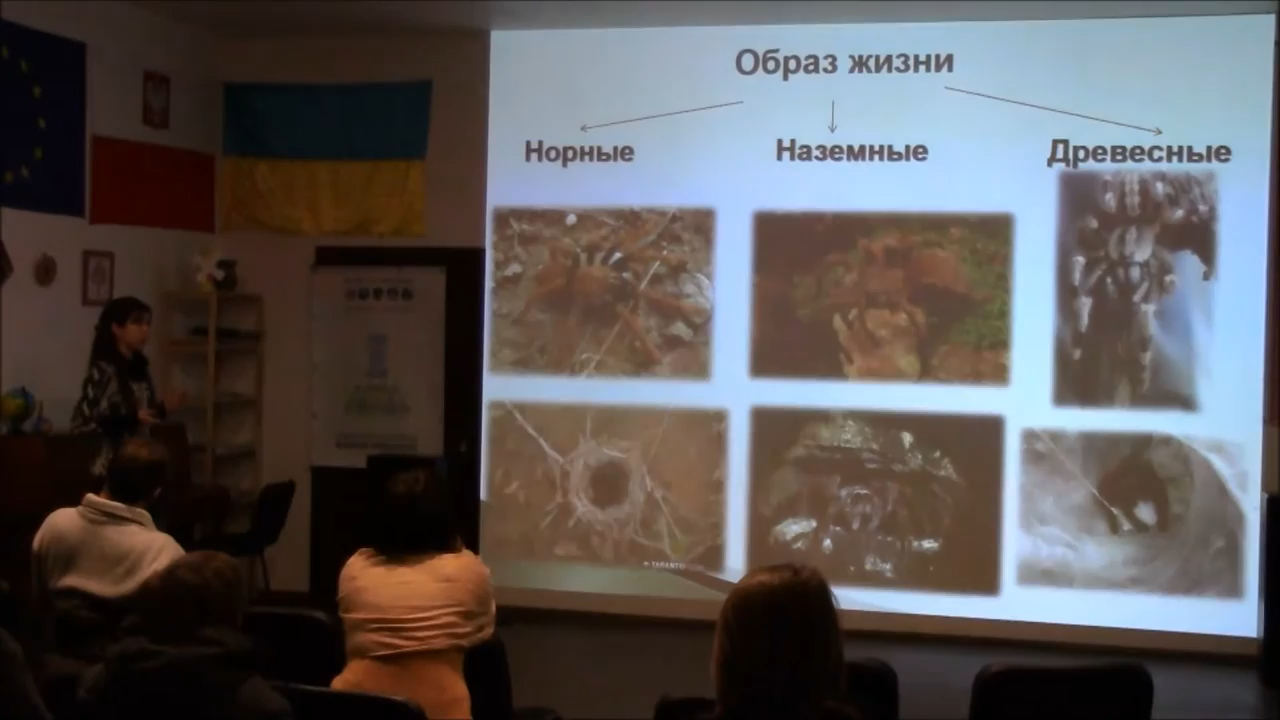 Образ жизни
Норные
Наземные
Древесные